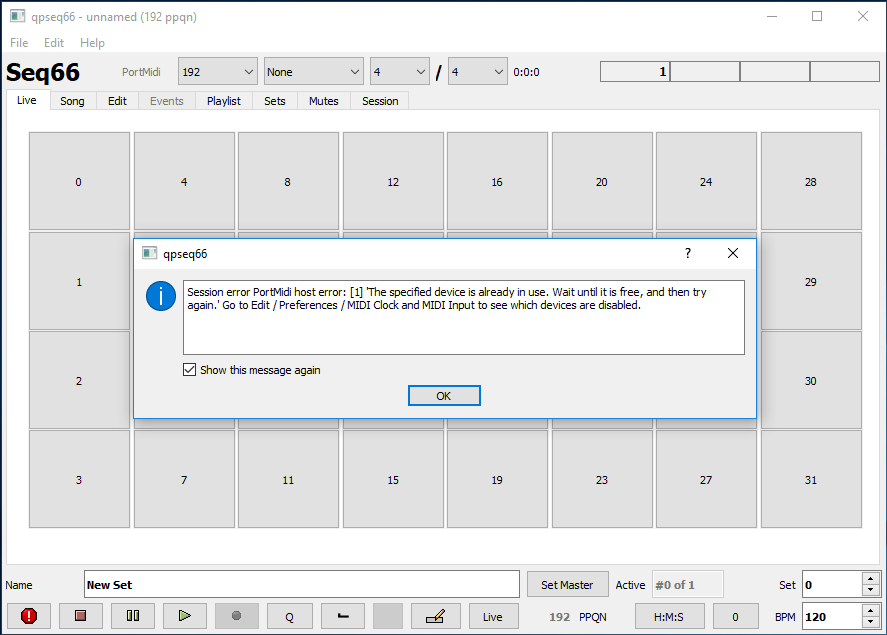 qpseq66 - unnamed (192 ppqn)
File Edit Help
Seq66 PortMidi 192 None 4 / 4 0:0:0 1
Live Song Edit Events Playlist Sets Mutes Session
0 4 8 12 16 20 24 28
qpseq66 ?
1 29
Session error PortMidi host error: [1] 'The specified device is already in use. Wait until it is free, and then try
again.' Go to Edit / Preferences / MIDI Clock and MIDI Input to see which devices are disabled.
Show this message again
2 30
OK
3 7 11 15 19 23 27 31
Name New Set Set Master Active #0 of 1 Set 0
Q Live 192 PPQN H:M:S 0 BPM 120